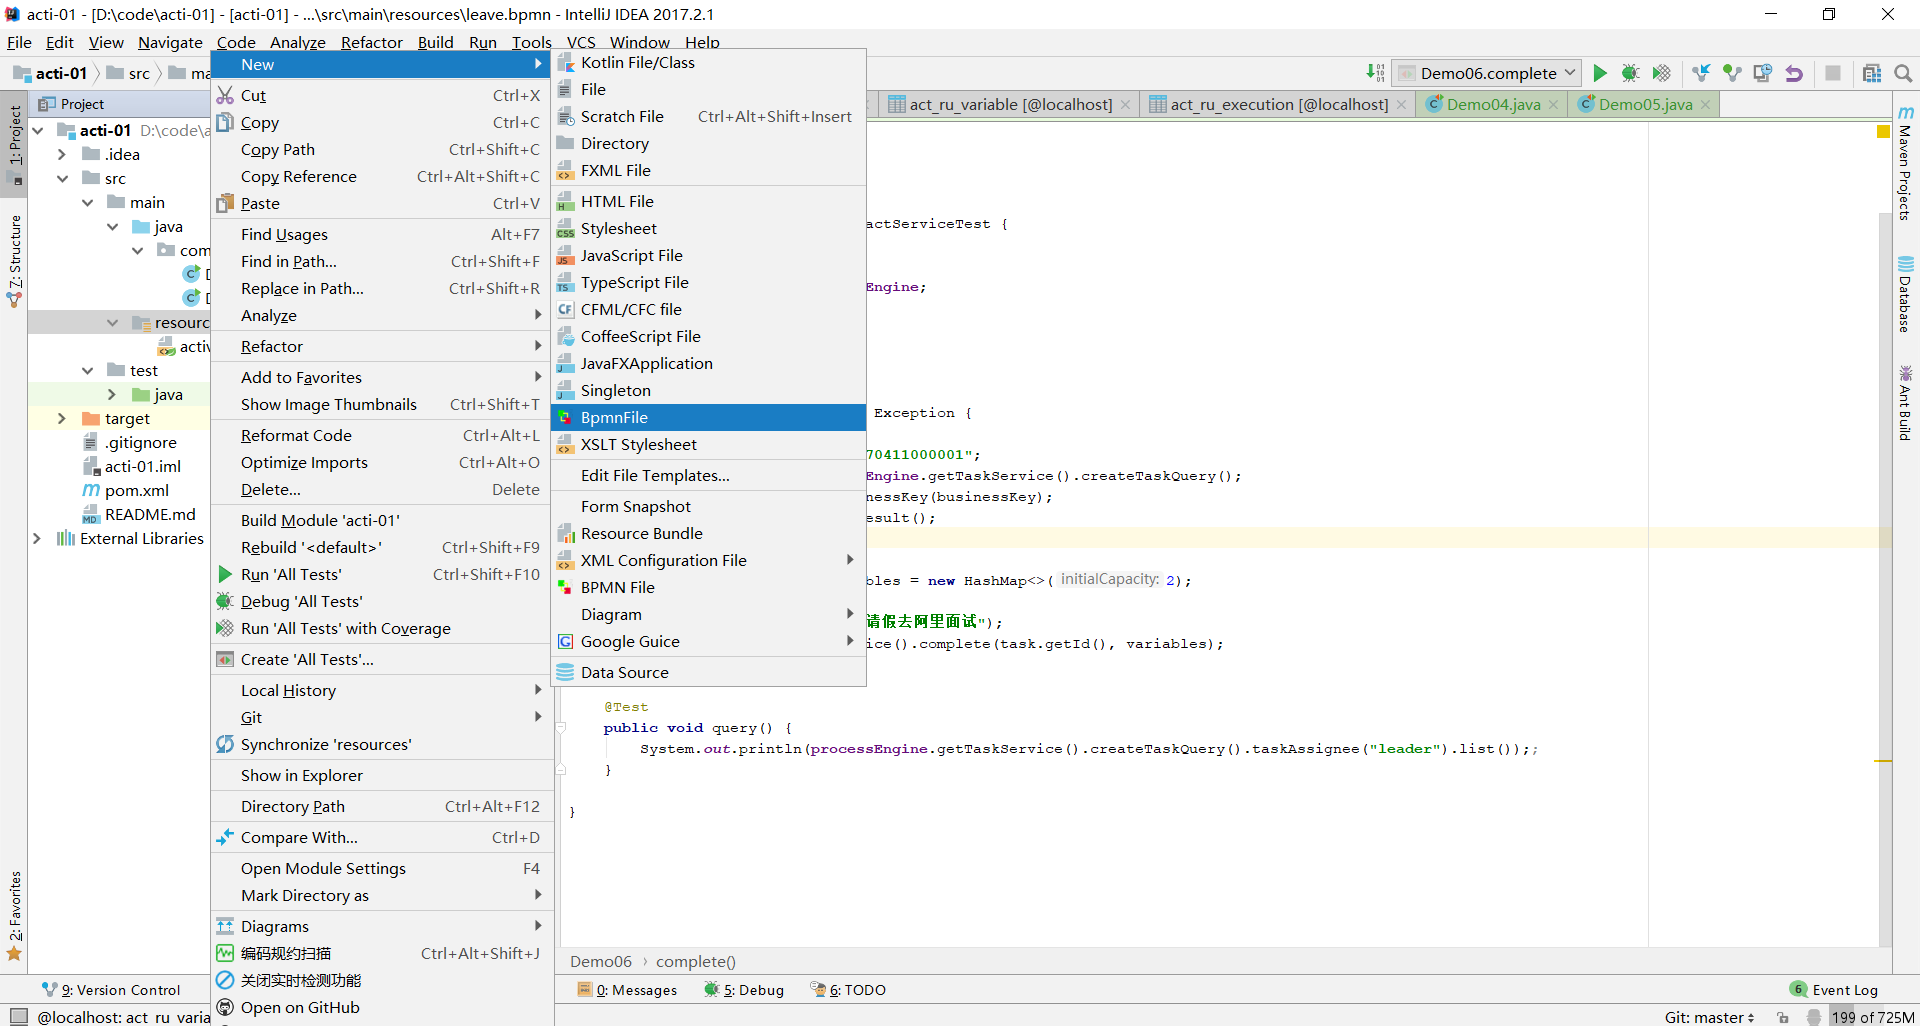 acti-01 - [D:\code\acti-01] - [acti-01] - ...\src\main\resources\leave.bpmn - IntelliJ IDEA 2017.2.1
File Edit View Navigate Code Analyze Refactor Build Run Tools VCS Window Help
acti-01 src ma
Demo06.complete
Project
act_ru_variable [@localhost] act_ru_execution [@localhost] Demo04.java Demo05.java
1: Project
7: Structure
2: Favorites
acti-01 D:\code\a
.idea
src
main
java
com
resourc
activ
test
java
target
.gitignore
acti-01.iml
pom.xml
README.md
External Libraries
New
Cut Ctrl+X
Copy Ctrl+C
Copy Path Ctrl+Shift+C
Copy Reference Ctrl+Alt+Shift+C
Paste Ctrl+V
Find Usages Alt+F7
Find in Path... Ctrl+Shift+F
Replace in Path... Ctrl+Shift+R
Analyze
Refactor
Add to Favorites
Show Image Thumbnails Ctrl+Shift+T
Reformat Code Ctrl+Alt+L
Optimize Imports Ctrl+Alt+O
Delete... Delete
Build Module 'acti-01'
Rebuild '<default>' Ctrl+Shift+F9
Run 'All Tests' Ctrl+Shift+F10
Debug 'All Tests'
Run 'All Tests' with Coverage
Create 'All Tests'...
Local History
Git
Synchronize 'resources'
Show in Explorer
Directory Path Ctrl+Alt+F12
Compare With... Ctrl+D
Open Module Settings F4
Mark Directory as
Diagrams
编码规约扫描 Ctrl+Alt+Shift+J
关闭实时检测功能
Open on GitHub
Kotlin File/Class
File
Scratch File Ctrl+Alt+Shift+Insert
Directory
FXML File
HTML File
Stylesheet
JavaScript File
TypeScript File
CFML/CFC file
CoffeeScript File
JavaFXApplication
Singleton
BpmnFile
XSLT Stylesheet
Edit File Templates...
Form Snapshot
Resource Bundle
XML Configuration File
BPMN File
Diagram
Google Guice
Data Source
actServiceTest {
Engine;
Exception {
70411000001";
Engine.getTaskService().createTaskQuery();
nessKey(businessKey);
esult();
bles = new HashMap<>( initialCapacity: 2);
请假去阿里面试");
ice().complete(task.getId(), variables);
@Test
public void query() {
System.out.println(processEngine.getTaskService().createTaskQuery().taskAssignee("leader").list());;
}
}
Demo06 › complete()
Maven Projects
Database
Ant Build
9: Version Control 0: Messages 5: Debug 6: TODO 6 Event Log
@localhost: act_ru_varia Git: master 199 of 725M